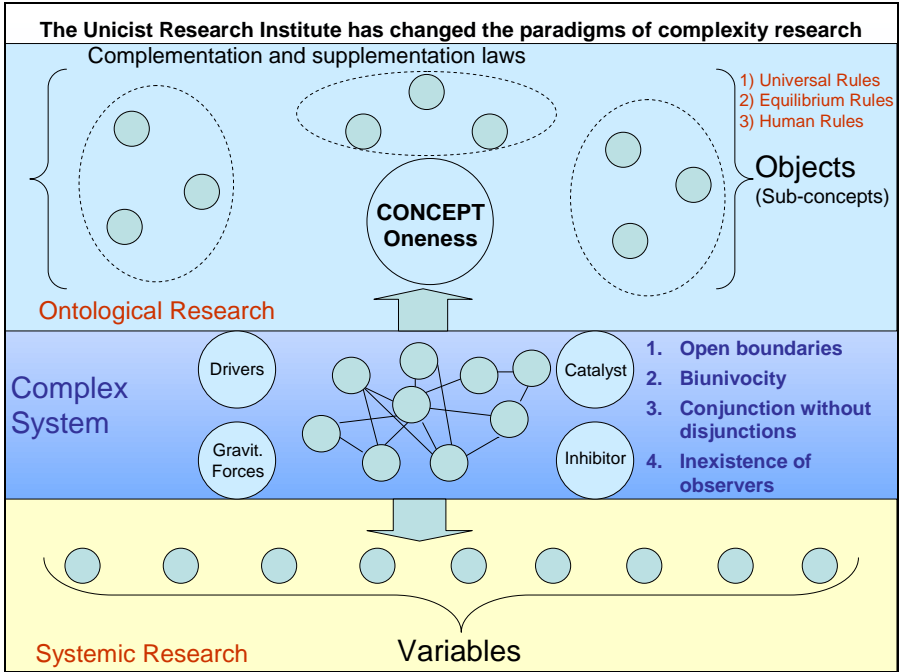 The Unicist Research Institute has changed the paradigms of complexity research
Complementation and supplementation laws
1) Universal Rules
2) Equilibrium Rules
3) Human Rules
Objects
(Sub-concepts)
CONCEPT
Oneness
Ontological Research
Complex
System
Drivers
Gravit.
Forces
Catalyst
Inhibitor
1. Open boundaries
2. Biunivocity
3. Conjunction without
disjunctions
4. Inexistence of
observers
Systemic Research
Variables